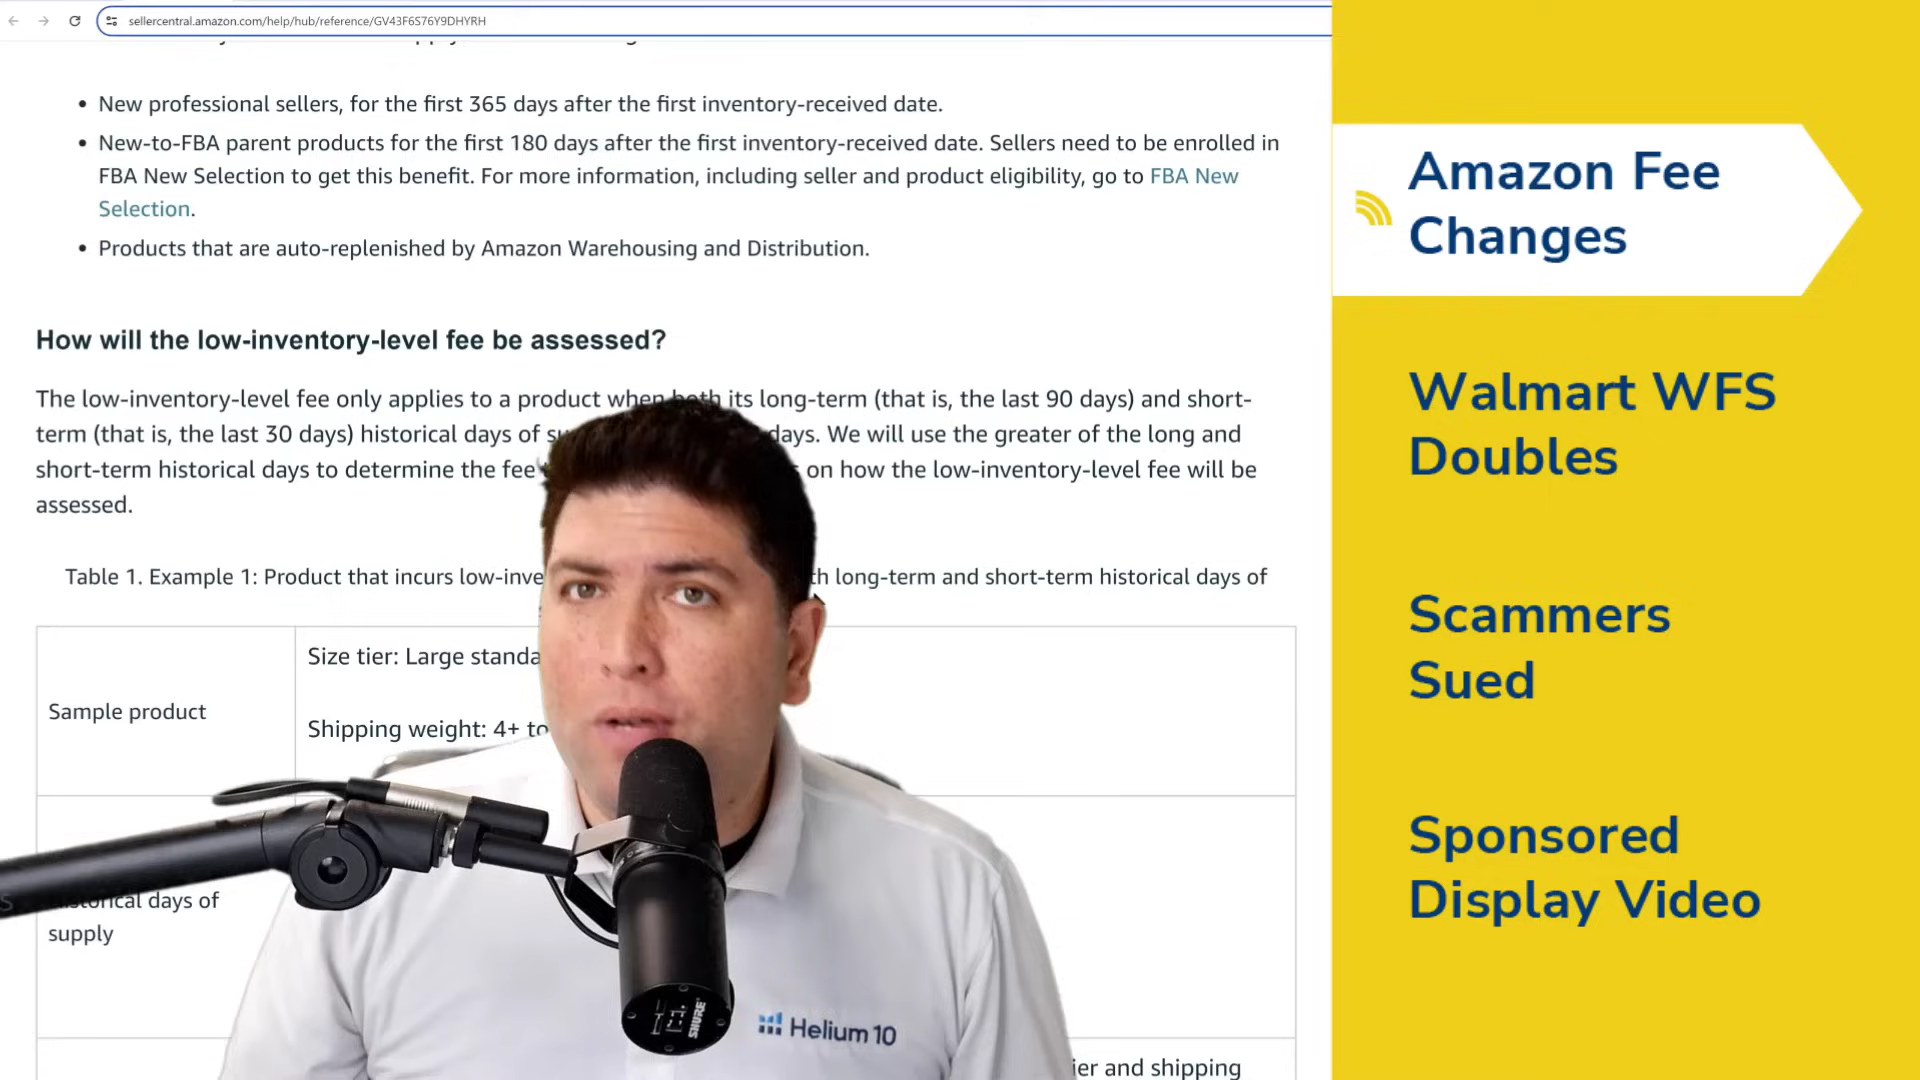 sellercentral.amazon.com/help/hub/reference/GV43F6S76Y9DHYRH
• New professional sellers, for the first 365 days after the first inventory-received date.
• New-to-FBA parent products for the first 180 days after the first inventory-received date. Sellers need to be enrolled in
FBA New Selection to get this benefit. For more information, including seller and product eligibility, go to FBA New
Selection.
• Products that are auto-replenished by Amazon Warehousing and Distribution.
How will the low-inventory-level fee be assessed?
The low-inventory-level fee only applies to a product when both its long-term (that is, the last 90 days) and short-
term (that is, the last 30 days) historical days of days. We will use the greater of the long and
short-term historical days to determine the fee on how the low-inventory-level fee will be
assessed.
Table 1. Example 1: Product that incurs long-term and short-term historical days of
Sample product
Size tier: Large
Shipping weight: 4+
Historical days of
supply
ier and shipping
SHURE
Helium 10
Amazon Fee
Changes
Walmart WFS
Doubles
Scammers
Sued
Sponsored
Display Video